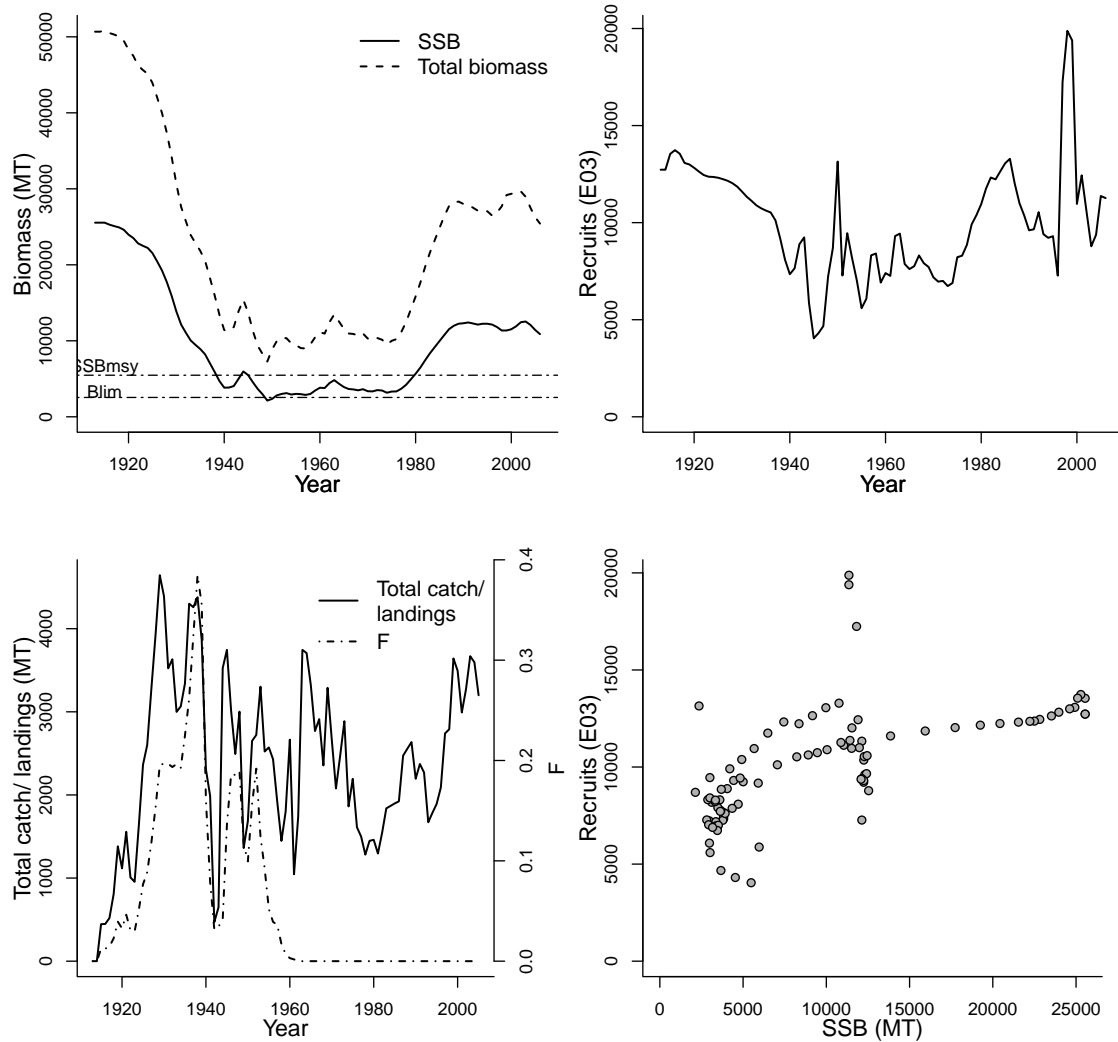 SSB
Total biomass
Biomass (MT)
0
10000
20000
30000
40000
50000
SSBmsy
Blim
1920
1940
1960
1980
2000
Year
Recruits (E03)
0
5000
10000
15000
20000
1920
1940
1960
1980
2000
Year
Total catch/
landings
F
Total catch/ landings (MT)
0
1000
2000
3000
4000
0.0
0.1
0.2
0.3
0.4
F
1920
1940
1960
1980
2000
Year
Recruits (E03)
0
5000
10000
15000
20000
0
5000
10000
15000
20000
25000
SSB (MT)